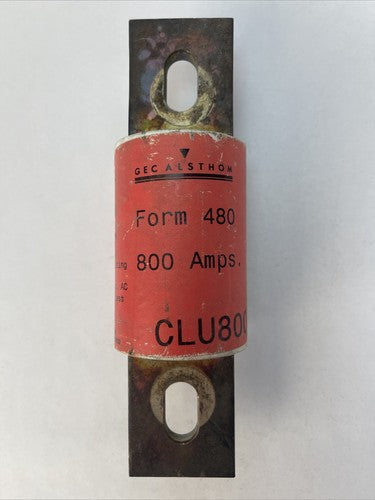 GEC ALSTHOM
Form 480
800 Amps.
AC
CLU800